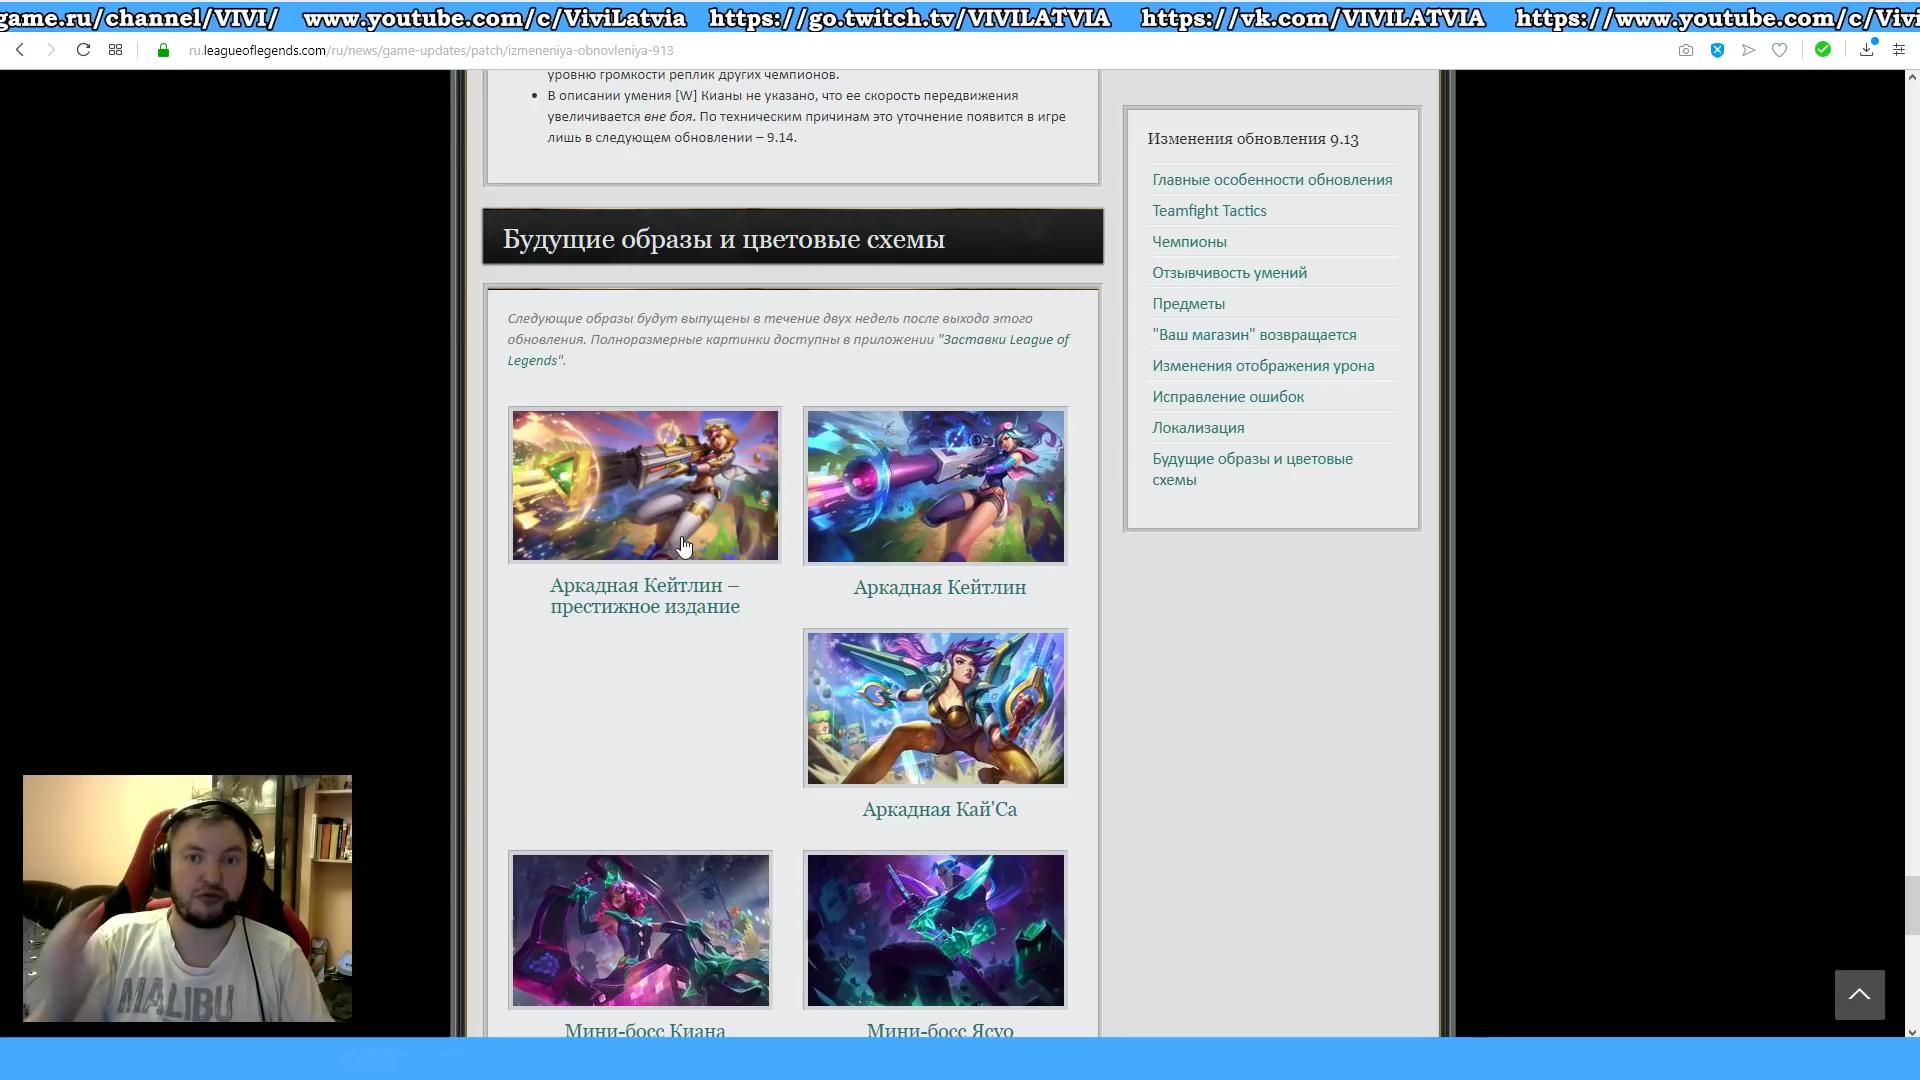 game.ru/channel/VIVI/ www.youtube.com/c/ViviLatvia https://go.twitch.tv/VIVILATVIA https://vk.com/VIVILATVIA https://www.youtube.com/c/Vivi
ru.leagueoflegends.com/ru/news/game-updates/patch/izmeneniya-obnovleniya-913
уровню громкости реплик других чемпионов.
В описании умения [W] Кианы не указано, что ее скорость передвижения
увеличивается вне боя. По техническим причинам это уточнение появится в игре
лишь в следующем обновлении – 9.14.
Будущие образы и цветовые схемы
Следующие образы будут выпущены в течение двух недель после выхода этого
обновления. Полноразмерные картинки доступны в приложении "Заставки League of
Legends".
Аркадная Кейтлин –
престижное издание
Аркадная Кейтлин
Аркадная Кай'Са
Мини-босс Киана
Мини-босс Ясуо
Изменения обновления 9.13
Главные особенности обновления
Teamfight Tactics
Чемпионы
Отзывчивость умений
Предметы
"Ваш магазин" возвращается
Изменения отображения урона
Исправление ошибок
Локализация
Будущие образы и цветовые
схемы
MALIBU